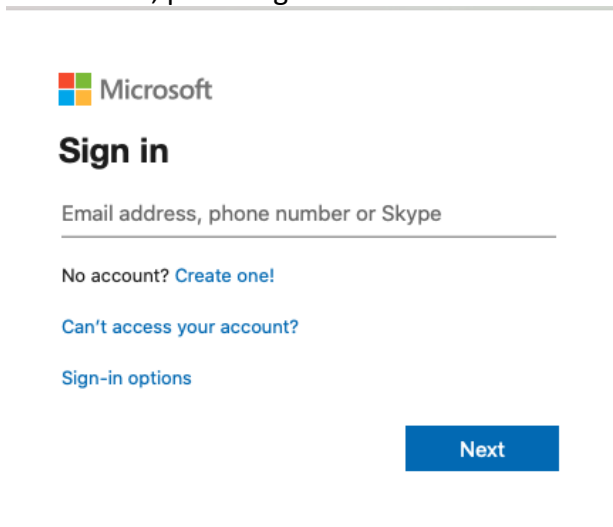 Microsoft
Sign in
Email address, phone number or Skype
No account? Create one!
Can't access your account?
Sign-in options
Next